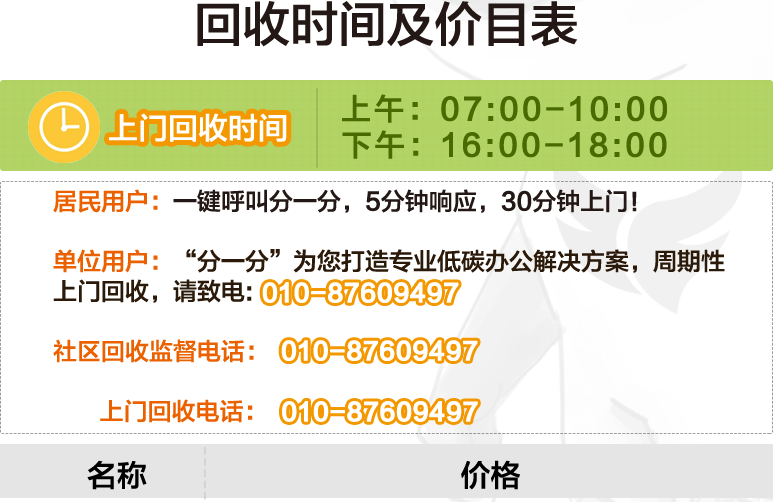 回收时间及价目表
上门回收时间
上午：07:00-10:00
下午：16:00-18:00
居民用户：一键呼叫分一分，5分钟响应，30分钟上门！
单位用户：“分一分”为您打造专业低碳办公解决方案，周期性
上门回收，请致电：010-87609497
社区回收监督电话：010-87609497
上门回收电话：010-87609497
名称 价格